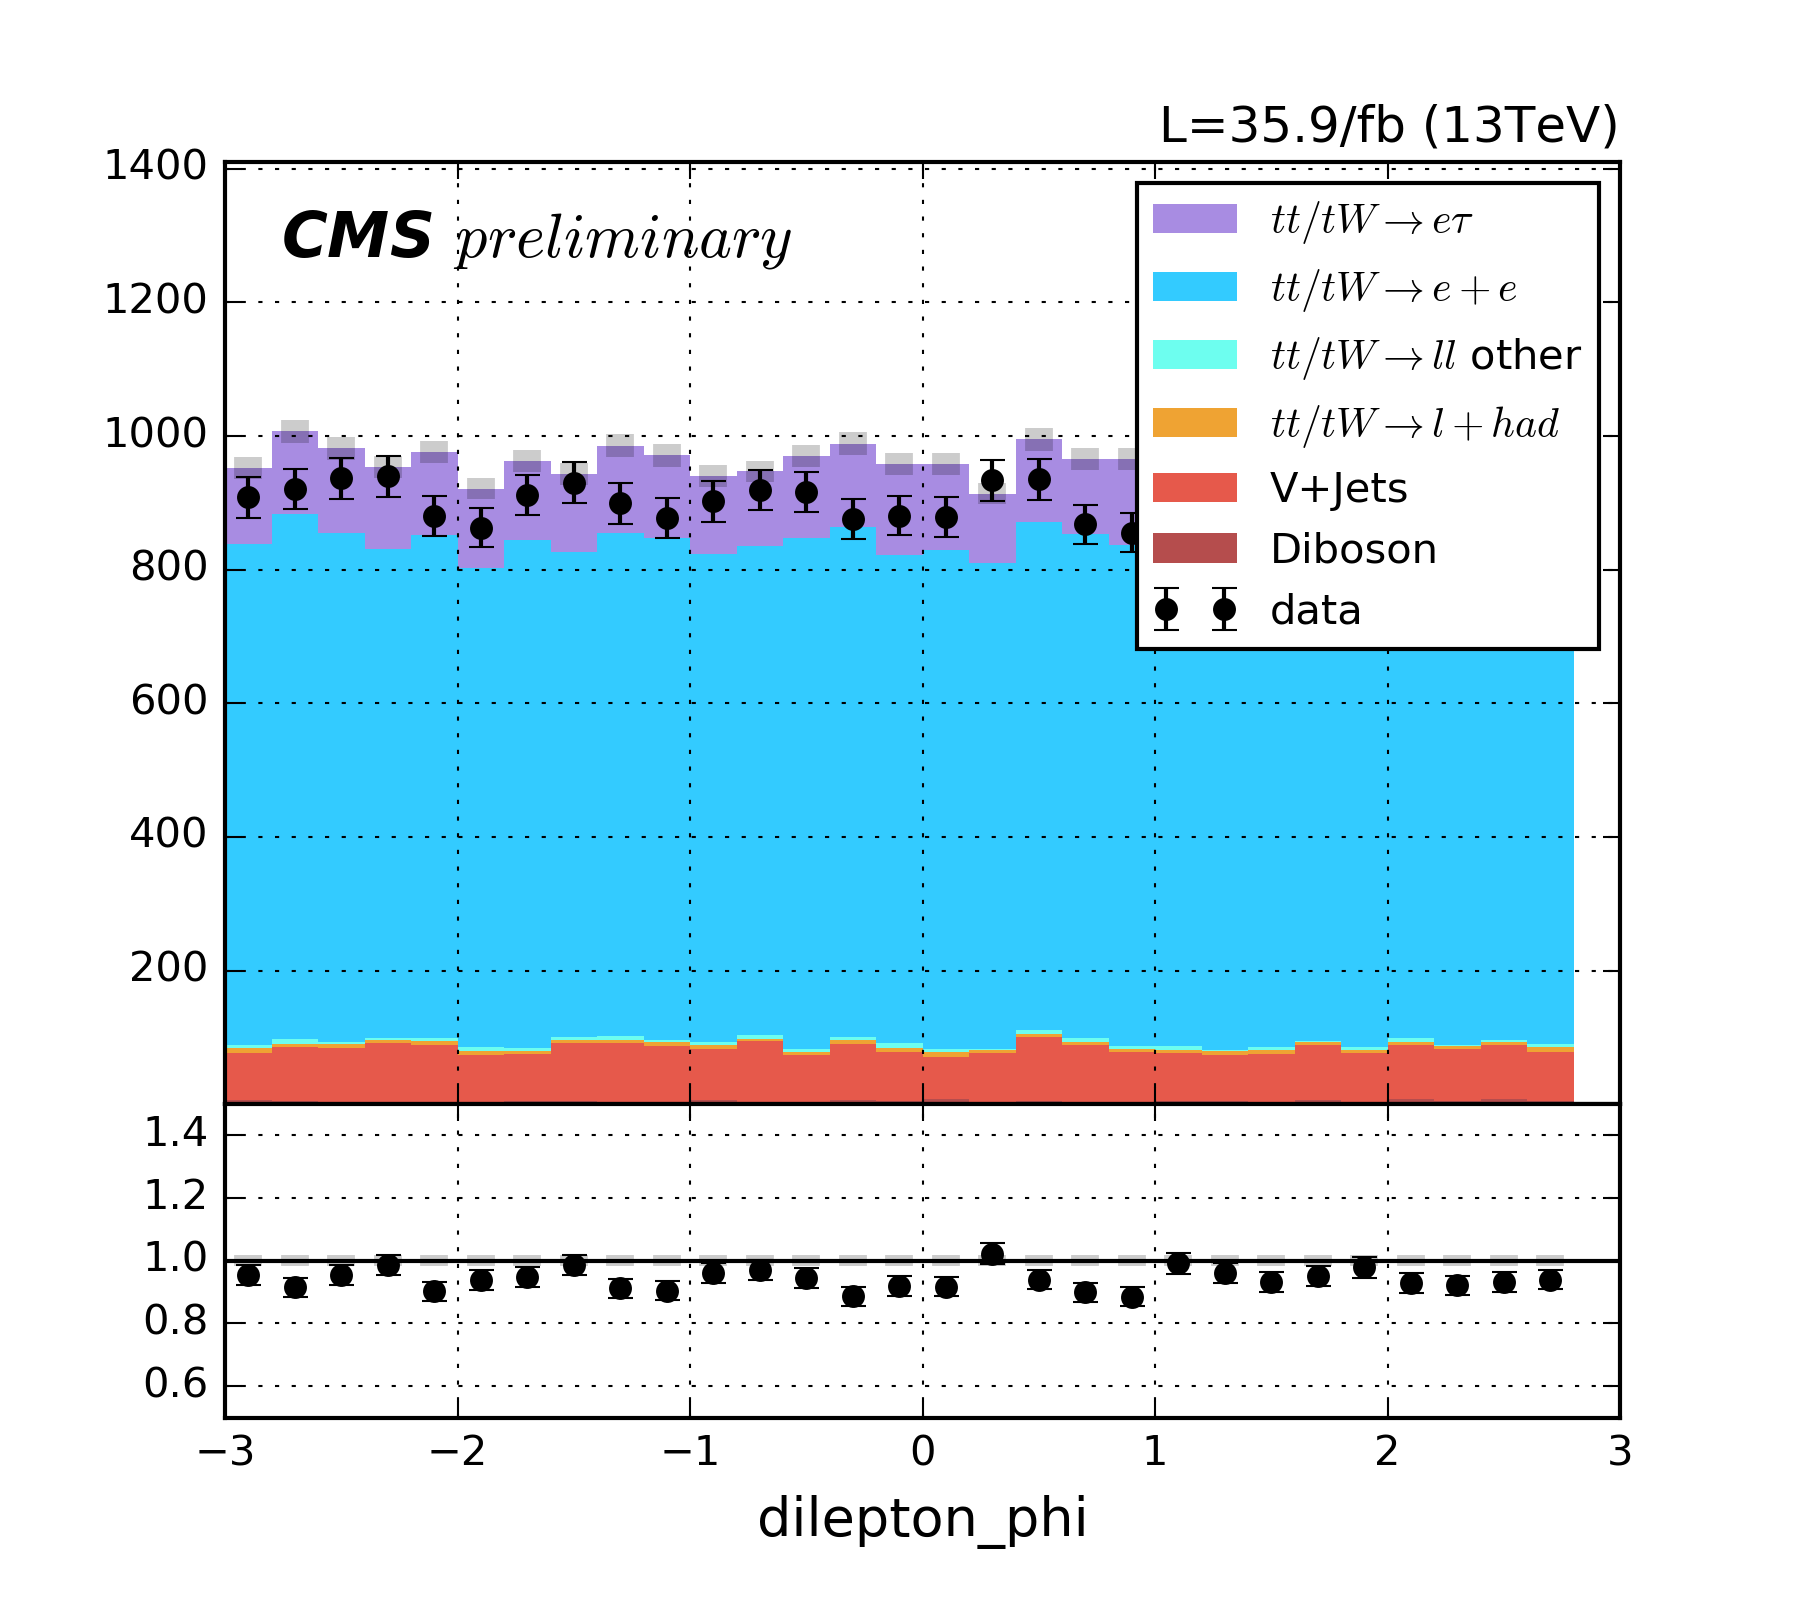 L=35.9/fb (13TeV)
CMS preliminary
1400
1200
1000
800
600
400
200
tt/tW→eτ
tt/tW→e+e
tt/tW→ll other
tt/tW→l+had
V+Jets
Diboson
data
1.4
1.2
1.0
0.8
0.6
−3 −2 −1 0 1 2 3
dilepton_phi